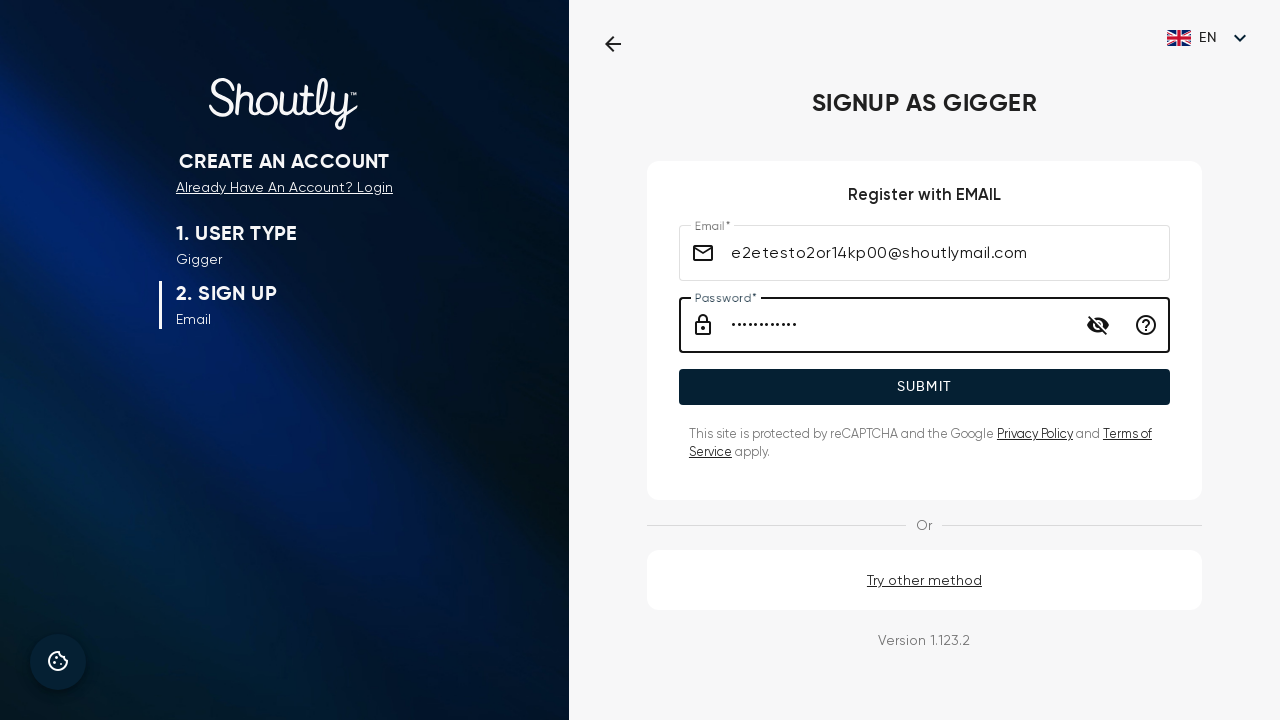 Shoutly™
CREATE AN ACCOUNT
Already Have An Account? Login
1. USER TYPE
Gigger
2. SIGN UP
Email
EN
SIGNUP AS GIGGER
Register with EMAIL
Email*
e2etesto2or14kp00@shoutlymail.com
Password*
••••••••••••
SUBMIT
This site is protected by reCAPTCHA and the Google Privacy Policy and Terms of
Service apply.
Or
Try other method
Version 1.123.2